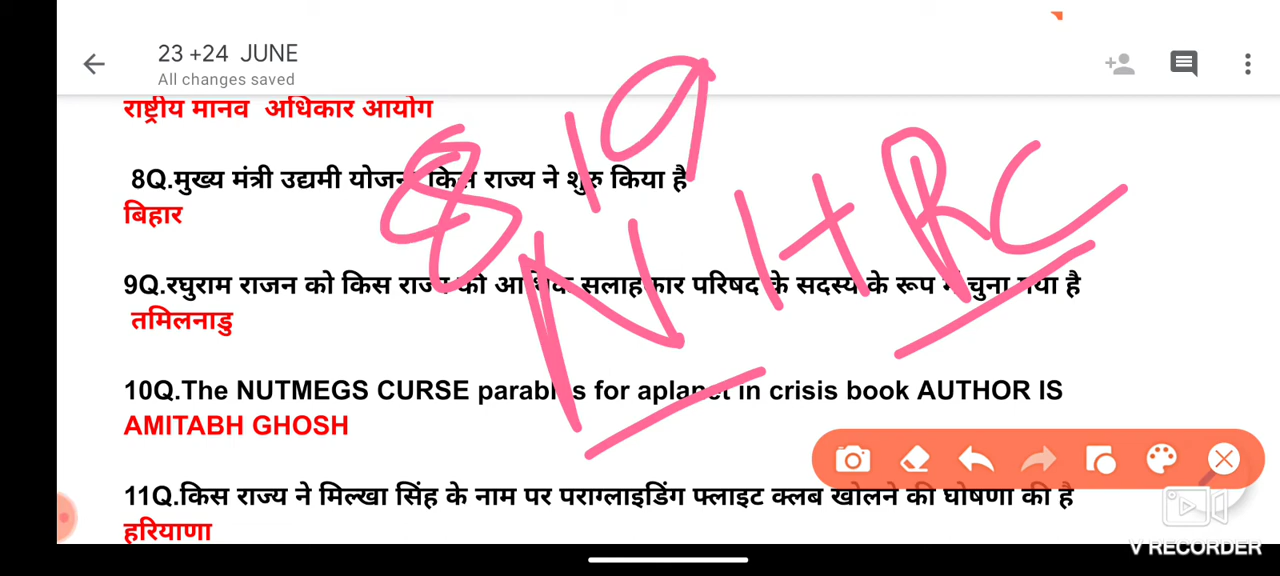 23 +24 JUNE
All changes saved
राष्ट्रीय मानव अधिकार आयोग
8Q.मुख्य मंत्री उद्यमी योजना किस राज्य ने शुरु किया है
बिहार
9Q.रघुराम राजन को किस राज्य की आर्थिक सलाहकार परिषद के सदस्य के रूप में चुना गया है
तमिलनाडु
10Q.The NUTMEGS CURSE parables for aplanet in crisis book AUTHOR IS
AMITABH GHOSH
11Q.किस राज्य ने मिल्खा सिंह के नाम पर पराग्लाइडिंग फ्लाइट क्लब खोलने की घोषणा की है
हरियाणा
NHRC
V RECORDER